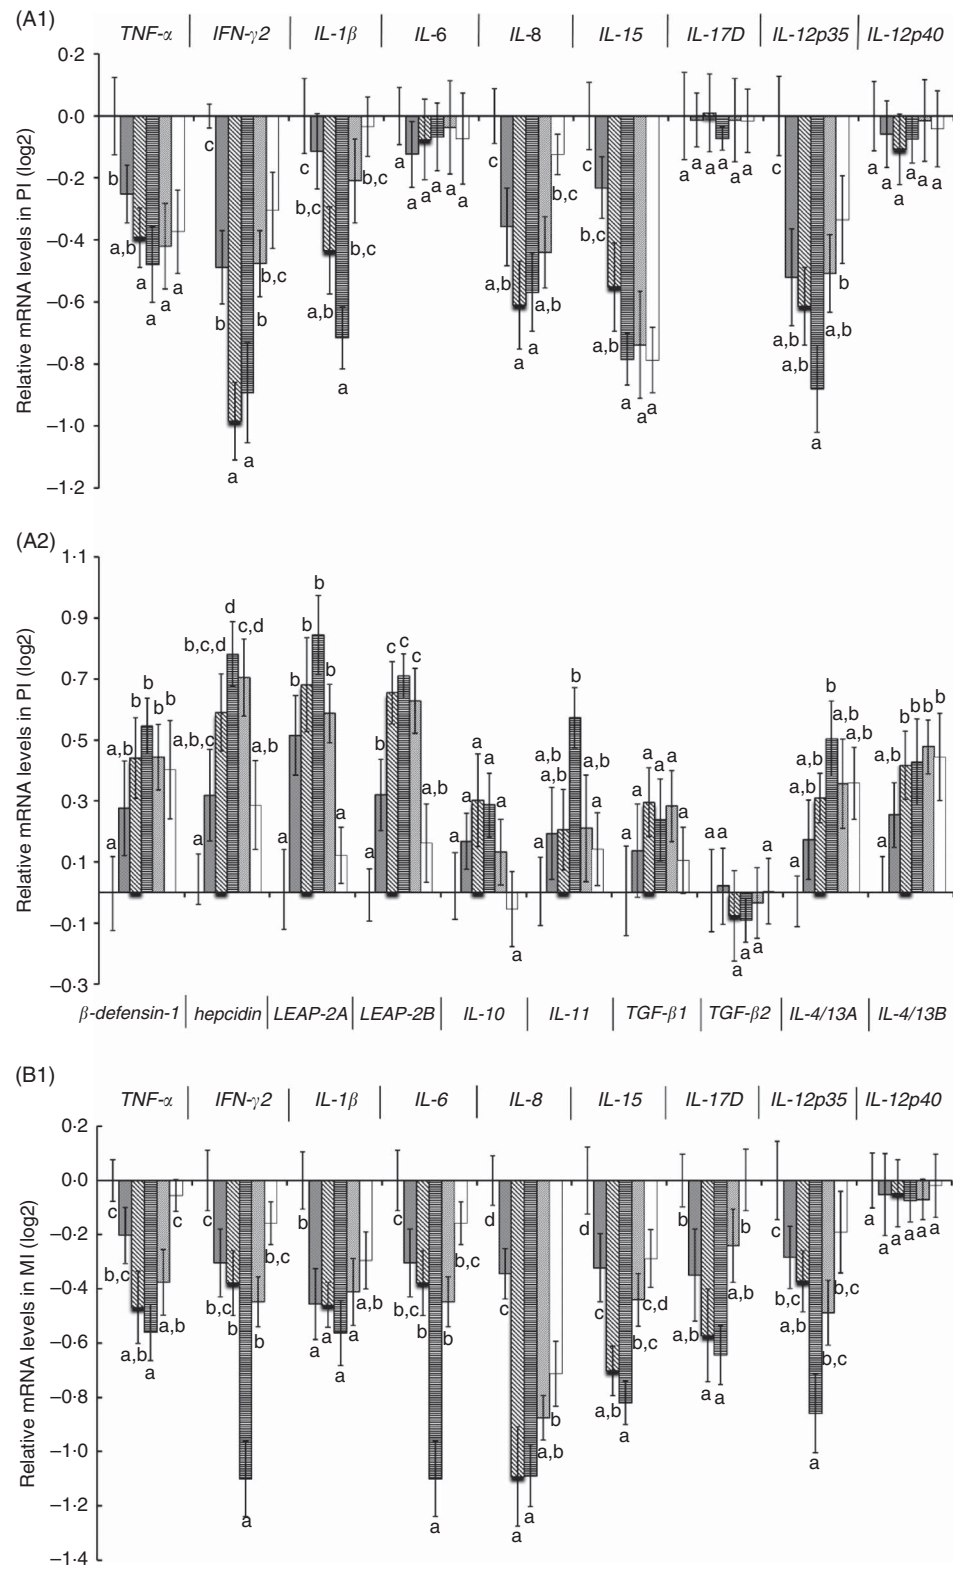 (A1)
TNF-α IFN-γ2 IL-1β IL-6 IL-8 IL-15 IL-17D IL-12p35 IL-12p40
Relative mRNA levels in PI (log2)
0·2
0·0
−0·2
−0·4
−0·6
−0·8
−1·0
−1·2
b a,b a a a a
c b a a b b,c
c b,c a,b a b,c b,c
a a a a a a
c a,b a a,b a,b b,c
c b,c a,b a a a
a a a a a a
c a,b a,b a a,b b
a a a a a a
(A2)
Relative mRNA levels in PI (log2)
1·1
0·9
0·7
0·5
0·3
0·1
−0·1
−0·3
a a,b b b b b
a a,b,c b,c,d d c,d a,b
a b b b b a
a b c c c a,b
a a a a a a
a a,b a,b b a,b a
a a a a a a
a a a a a a
a a,b a,b b a,b a,b
a a,b b b b b
β-defensin-1 hepcidin LEAP-2A LEAP-2B IL-10 IL-11 TGF-β1 TGF-β2 IL-4/13A IL-4/13B
(B1)
TNF-α IFN-γ2 IL-1β IL-6 IL-8 IL-15 IL-17D IL-12p35 IL-12p40
Relative mRNA levels in MI (log2)
0·2
0·0
−0·2
−0·4
−0·6
−0·8
−1·0
−1·2
−1·4
c b,c a,b a a,b c
c b,c b a b b,c
b a a a a a,b
c b,c b a b b,c
d c a a a,b b
d c a,b a b,c c,d
b a,b a a a,b b
c b,c a,b a b,c b,c
a a a a a a